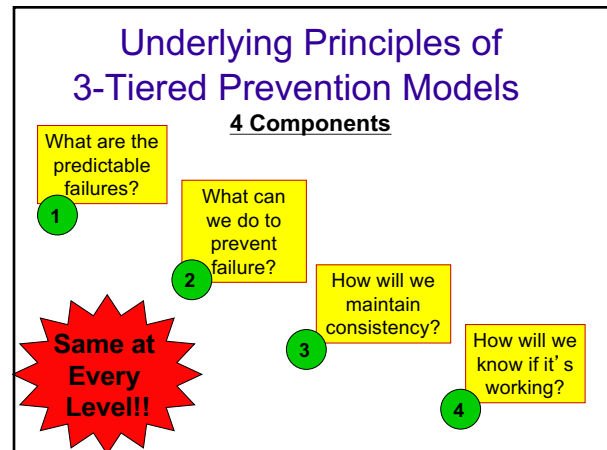 Underlying Principles of
3-Tiered Prevention Models
4 Components
What are the
predictable
failures?
1
What can
we do to
prevent
failure?
2
How will we
maintain
consistency?
3
How will we
know if it’s
working?
4
Same at
Every
Level!!